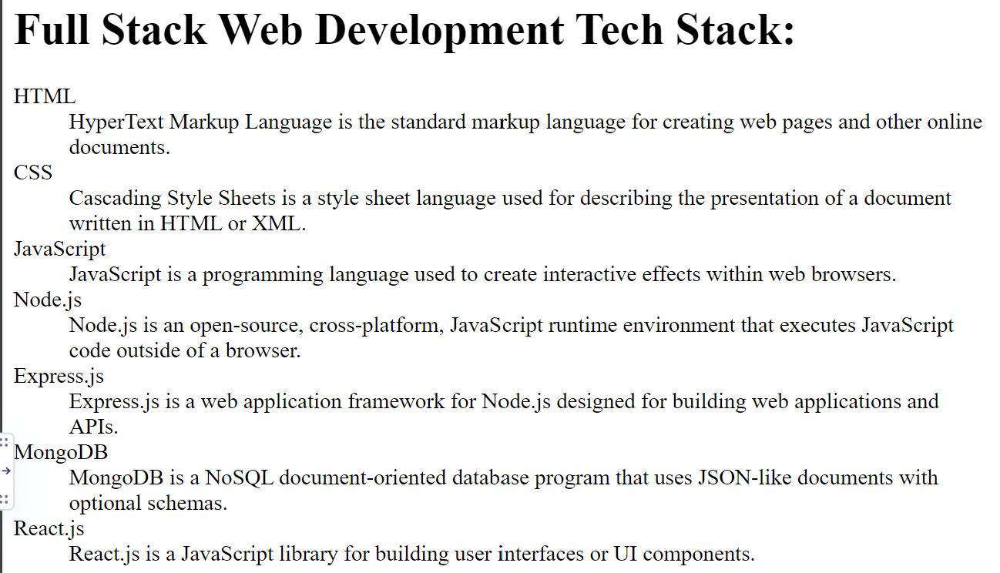 Full Stack Web Development Tech Stack:
HTML
HyperText Markup Language is the standard markup language for creating web pages and other online
documents.
CSS
Cascading Style Sheets is a style sheet language used for describing the presentation of a document
written in HTML or XML.
JavaScript
JavaScript is a programming language used to create interactive effects within web browsers.
Node.js
Node.js is an open-source, cross-platform, JavaScript runtime environment that executes JavaScript
code outside of a browser.
Express.js
Express.js is a web application framework for Node.js designed for building web applications and
APIs.
MongoDB
MongoDB is a NoSQL document-oriented database program that uses JSON-like documents with
optional schemas.
React.js
React.js is a JavaScript library for building user interfaces or UI components.